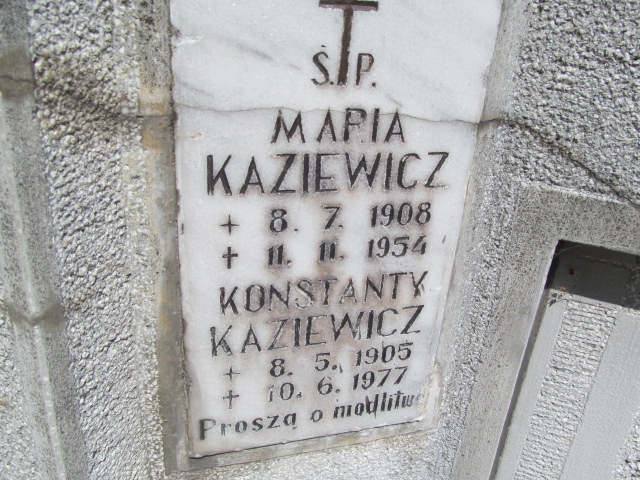 Ś.P.
MARIA
KAZIEWICZ
+ 8. 7. 1908
+ 11. 11. 1954
KONSTANTY
KAZIEWICZ
+ 8. 5. 1905
+ 10. 6. 1977
Proszą o modlitwę